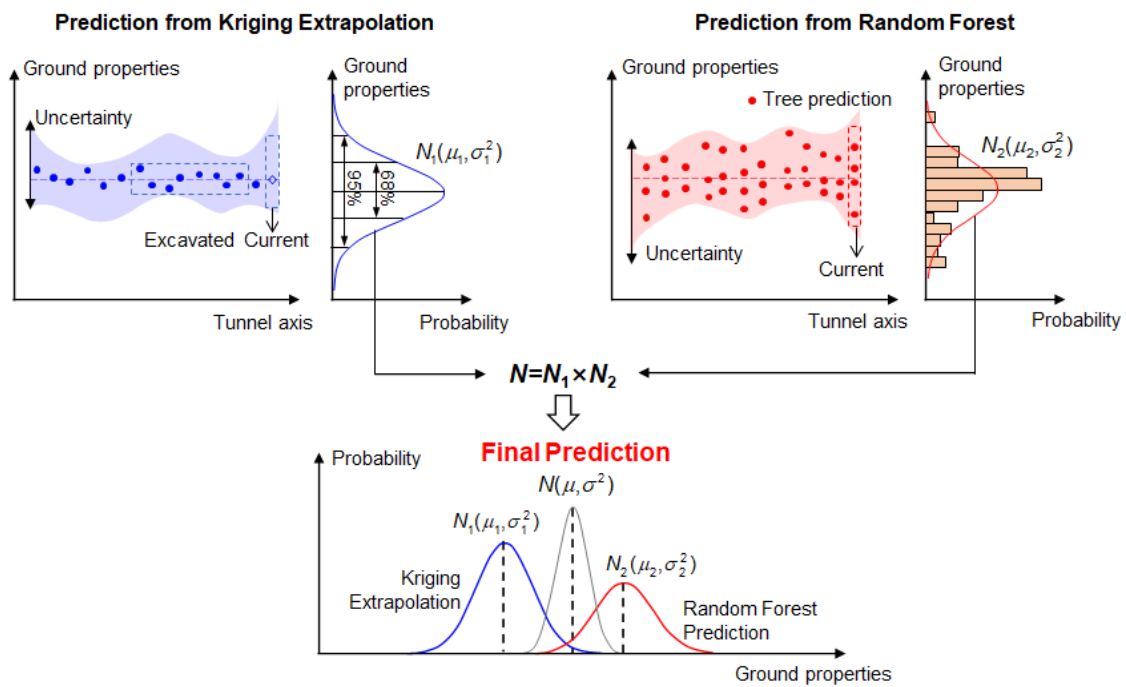 Prediction from Kriging Extrapolation
Ground properties
Uncertainty
Excavated
Current
Tunnel axis
Ground
properties
N₁(μ₁,σ₁²)
95%
68%
Probability
Prediction from Random Forest
Ground properties
Tree prediction
Uncertainty
Current
Tunnel axis
Ground
properties
N₂(μ₂,σ₂²)
Probability
N=N₁×N₂
Final Prediction
Probability
N(μ,σ²)
N₁(μ₁,σ₁²)
N₂(μ₂,σ₂²)
Kriging
Extrapolation
Random Forest
Prediction
Ground properties